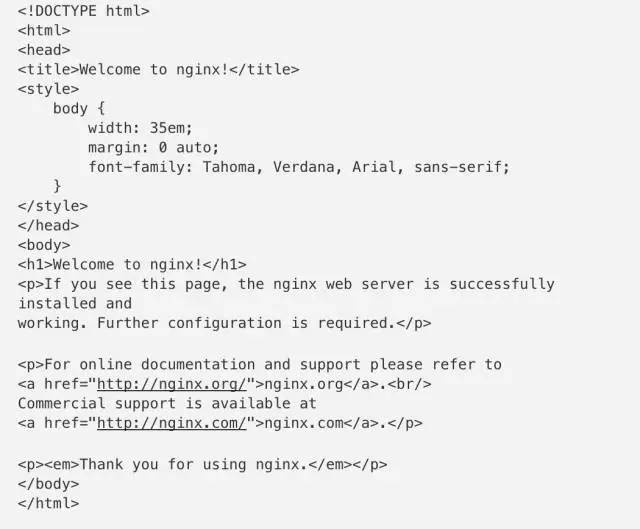 <!DOCTYPE html>
<html>
<head>
<title>Welcome to nginx!</title>
<style>
    body {
        width: 35em;
        margin: 0 auto;
        font-family: Tahoma, Verdana, Arial, sans-serif;
    }
</style>
</head>
<body>
<h1>Welcome to nginx!</h1>
<p>If you see this page, the nginx web server is successfully
installed and
working. Further configuration is required.</p>

<p>For online documentation and support please refer to
<a href="http://nginx.org/">nginx.org</a>.<br/>
Commercial support is available at
<a href="http://nginx.com/">nginx.com</a>.</p>

<p><em>Thank you for using nginx.</em></p>
</body>
</html>